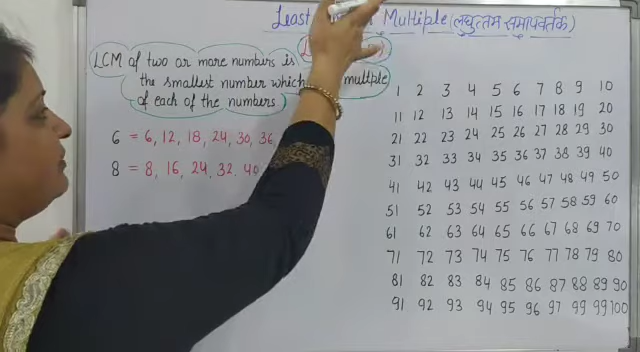 Least Multiple (लघुत्तम समापवर्तक)
LCM of two or more numbers is
the smallest number which multiple
of each of the numbers.
6 = 6, 12, 18, 24, 30, 36,
8 = 8, 16, 24, 32. 40
1 2 3 4 5 6 7 8 9 10
11 12 13 14 15 16 17 18 19 20
21 22 23 24 25 26 27 28 29 30
31 32 33 34 35 36 37 38 39 40
41 42 43 44 45 46 47 48 49 50
51 52 53 54 55 56 57 58 59 60
61 62 63 64 65 66 67 68 69 70
71 72 73 74 75 76 77 78 79 80
81 82 83 84 85 86 87 88 89 90
91 92 93 94 95 96 97 99 99 100